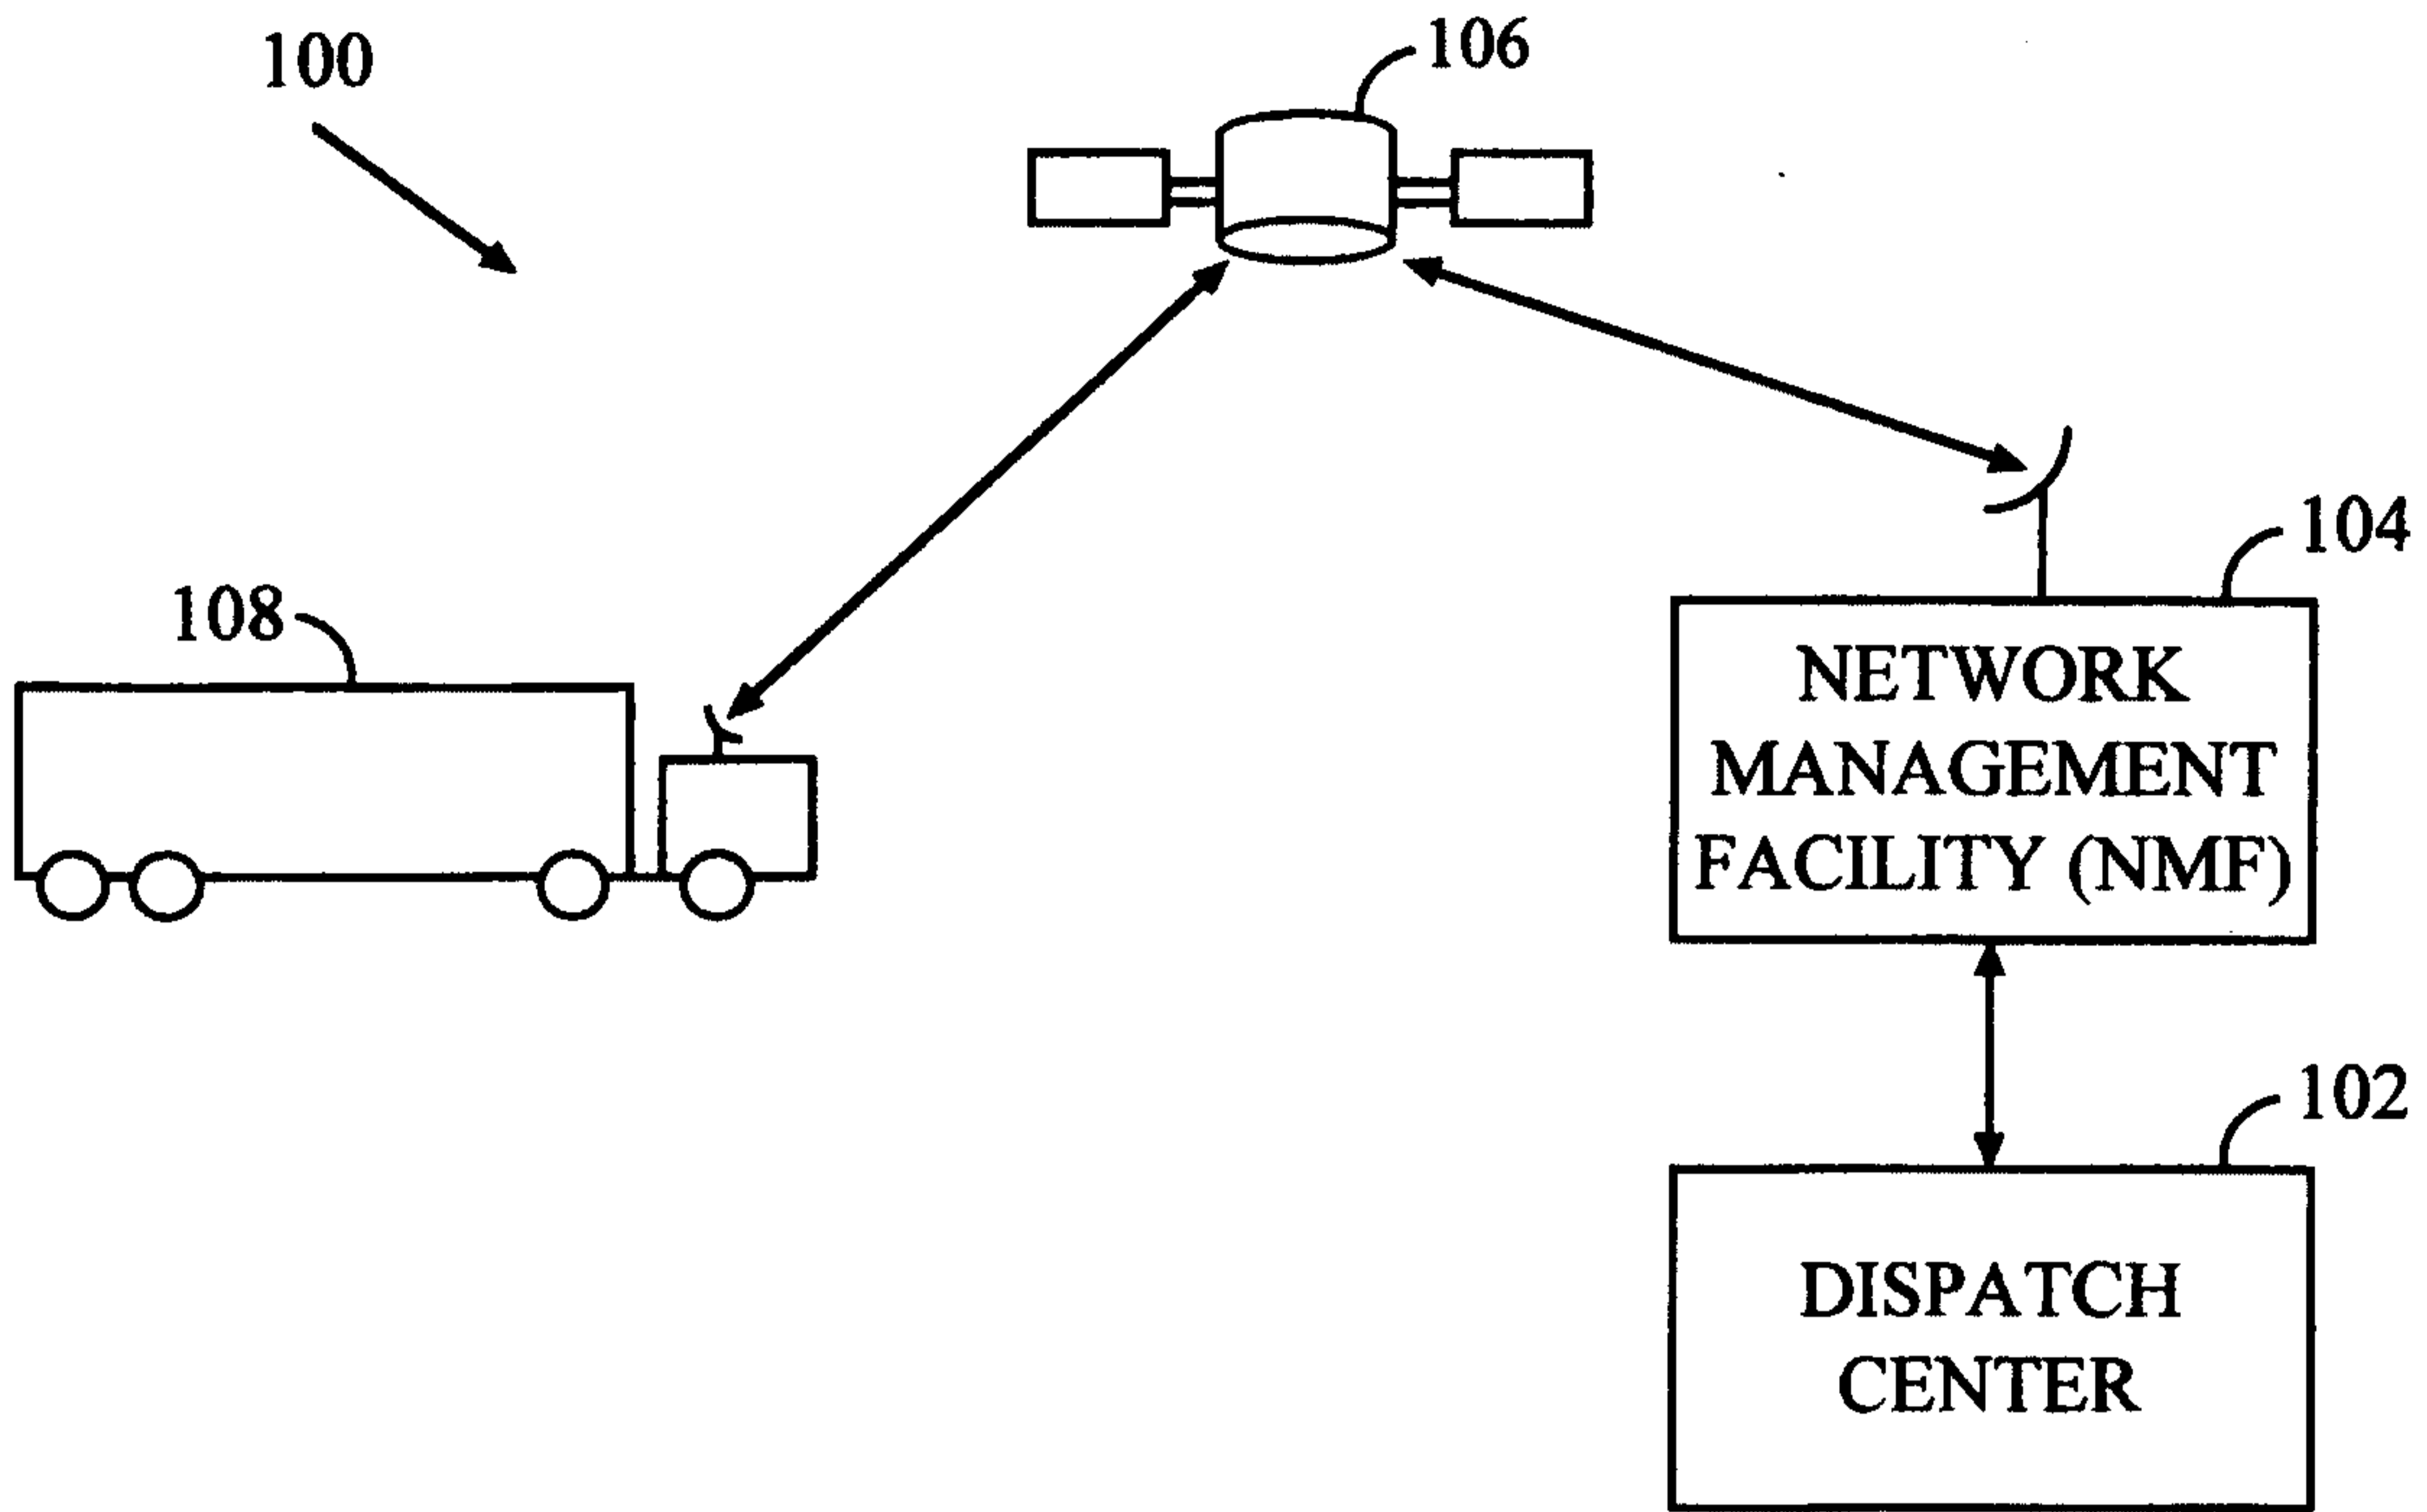 100
106
104
108
NETWORK
MANAGEMENT
FACILITY (NMF)
102
DISPATCH
CENTER